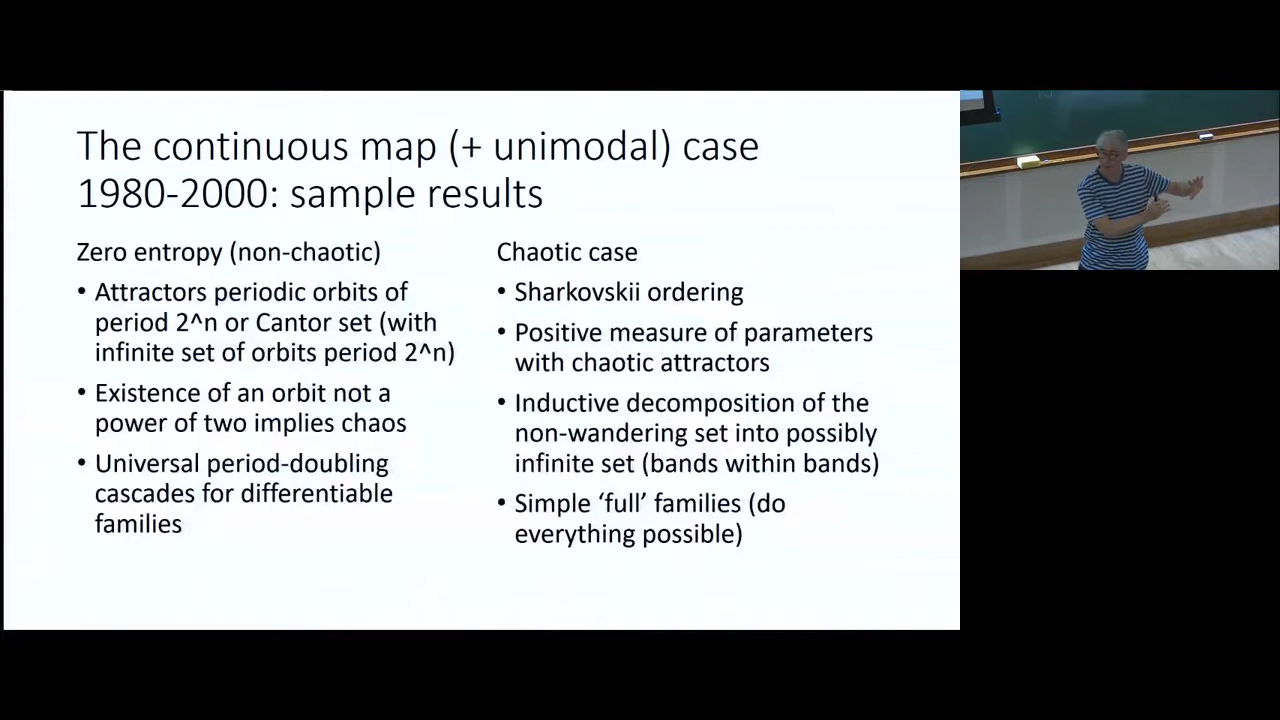 The continuous map (+ unimodal) case
1980-2000: sample results
Zero entropy (non-chaotic)
• Attractors periodic orbits of
period 2^n or Cantor set (with
infinite set of orbits period 2^n)
• Existence of an orbit not a
power of two implies chaos
• Universal period-doubling
cascades for differentiable
families
Chaotic case
• Sharkovskii ordering
• Positive measure of parameters
with chaotic attractors
• Inductive decomposition of the
non-wandering set into possibly
infinite set (bands within bands)
• Simple ‘full’ families (do
everything possible)